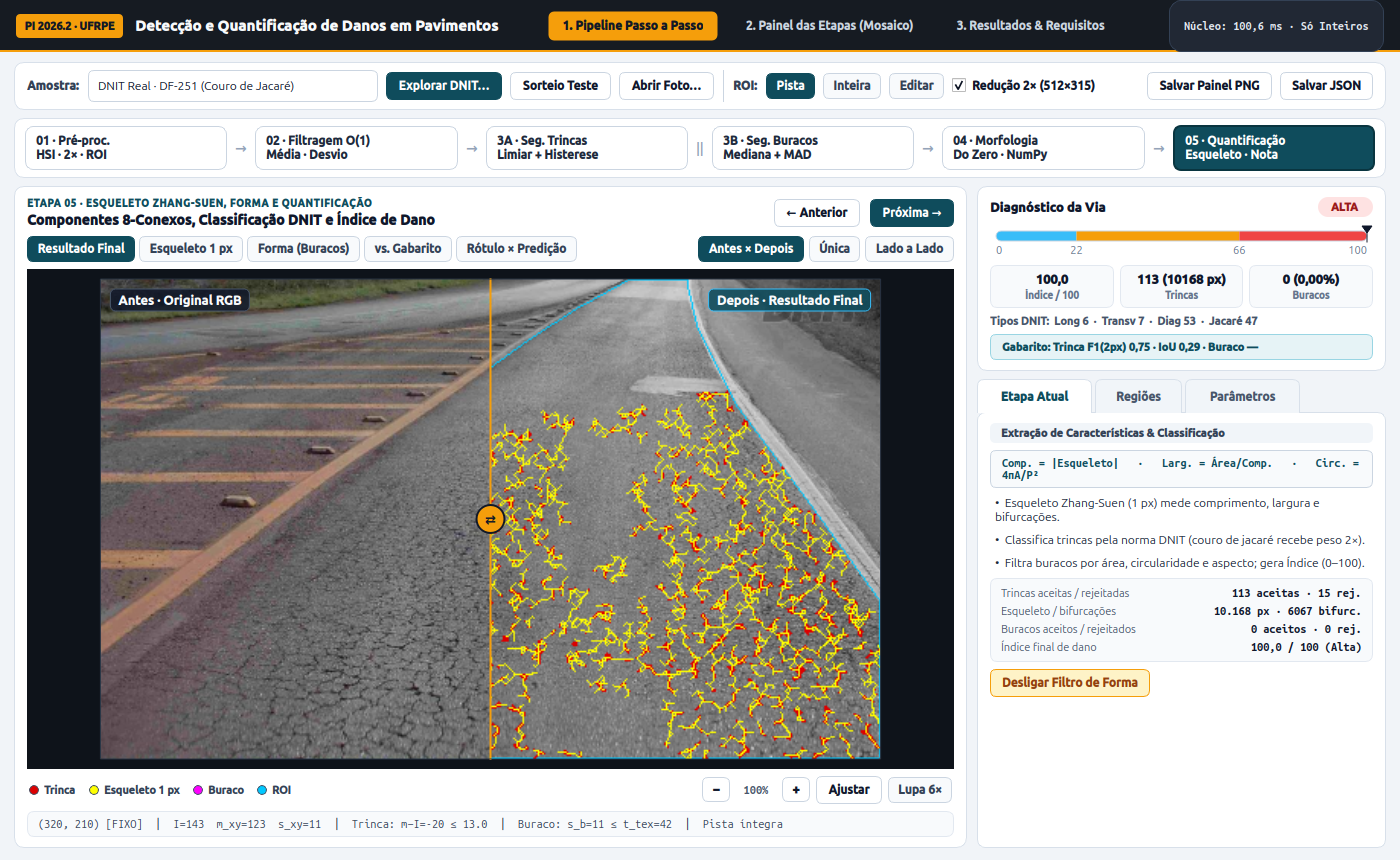 PI 2026.2 · UFRPE
Detecção e Quantificação de Danos em Pavimentos
1. Pipeline Passo a Passo
2. Painel das Etapas (Mosaico)
3. Resultados & Requisitos
Núcleo: 100,6 ms · Só Inteiros
Amostra:
DNIT Real · DF-251 (Couro de Jacaré)
Explorar DNIT...
Sorteio Teste
Abrir Foto...
ROI:
Pista
Inteira
Editar
Redução 2× (512×315)
Salvar Painel PNG
Salvar JSON
01 · Pré-proc.
HSI · 2× · ROI
→
02 · Filtragem O(1)
Média · Desvio
→
3A · Seg. Trincas
Limiar + Histerese
||
3B · Seg. Buracos
Mediana + MAD
→
04 · Morfologia
Do Zero · NumPy
→
05 · Quantificação
Esqueleto · Nota
ETAPA 05 · ESQUELETO ZHANG-SUEN, FORMA E QUANTIFICAÇÃO
Componentes 8-Conexos, Classificação DNIT e Índice de Dano
← Anterior
Próxima →
Resultado Final
Esqueleto 1 px
Forma (Buracos)
vs. Gabarito
Rótulo × Predição
Antes × Depois
Única
Lado a Lado
Antes · Original RGB
Depois · Resultado Final
Trinca
Esqueleto 1 px
Buraco
ROI
−
100%
+
Ajustar
Lupa 6×
(320, 210) [FIXO] | I=143 m_xy=123 s_xy=11 | Trinca: m−I=-20 ≤ 13.0 | Buraco: s_b=11 ≤ t_tex=42 | Pista integra
Diagnóstico da Via
ALTA
0
22
66
100
100,0
Índice / 100
113 (10168 px)
Trincas
0 (0,00%)
Buracos
Tipos DNIT: Long 6 · Transv 7 · Diag 53 · Jacaré 47
Gabarito: Trinca F1(2px) 0,75 · IoU 0,29 · Buraco —
Etapa Atual
Regiões
Parâmetros
Extração de Características & Classificação
Comp. = |Esqueleto| · Larg. = Área/Comp. · Circ. =
4πA/P²
• Esqueleto Zhang-Suen (1 px) mede comprimento, largura e
bifurcações.
• Classifica trincas pela norma DNIT (couro de jacaré recebe peso 2×).
• Filtra buracos por área, circularidade e aspecto; gera Índice (0–100).
Trincas aceitas / rejeitadas
113 aceitas · 15 rej.
Esqueleto / bifurcações
10.168 px · 6067 bifurc.
Buracos aceitos / rejeitados
0 aceitos · 0 rej.
Índice final de dano
100,0 / 100 (Alta)
Desligar Filtro de Forma